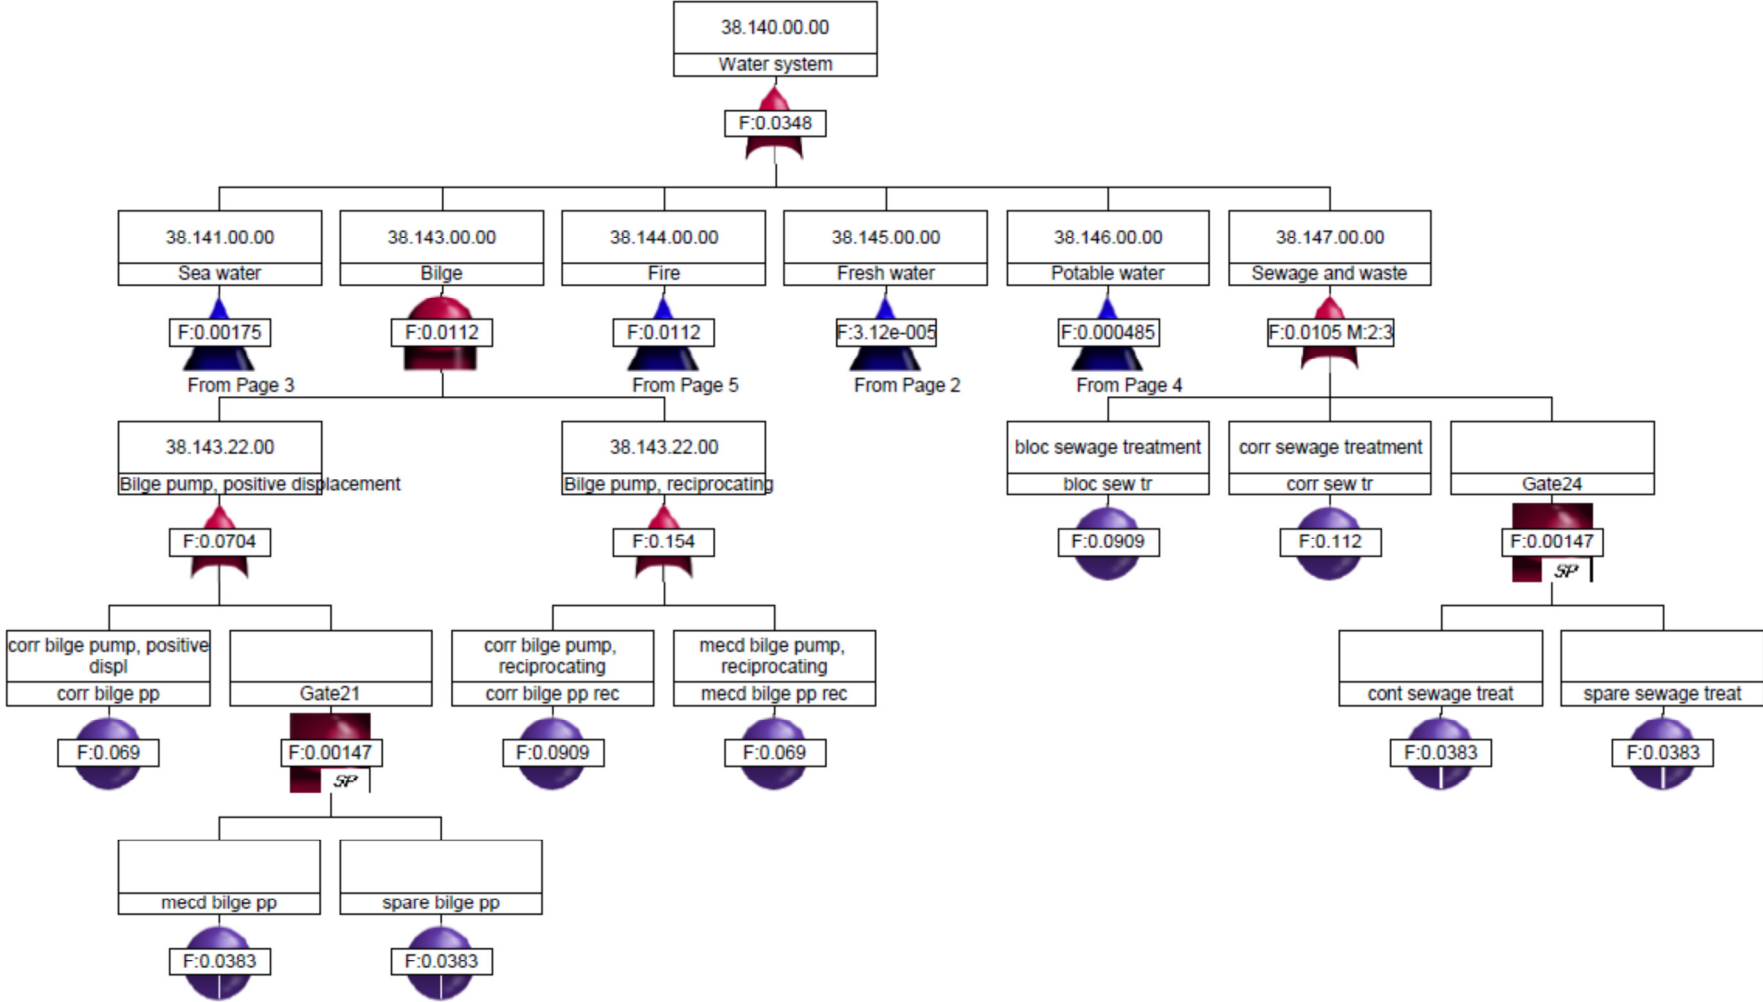 38.140.00.00
Water system
F:0.0348
38.141.00.00
Sea water
F:0.00175
From Page 3
38.143.00.00
Bilge
F:0.0112
38.144.00.00
Fire
F:0.0112
From Page 5
38.145.00.00
Fresh water
F:3.12e-005
From Page 2
38.146.00.00
Potable water
F:0.000485
From Page 4
38.147.00.00
Sewage and waste
F:0.0105 M:2:3
38.143.22.00
Bilge pump, positive displacement
F:0.0704
38.143.22.00
Bilge pump, reciprocating
F:0.154
bloc sewage treatment
bloc sew tr
F:0.0909
corr sewage treatment
corr sew tr
F:0.112
Gate24
F:0.00147
SP
corr bilge pump, positive
displ
corr bilge pp
F:0.069
Gate21
F:0.00147
SP
corr bilge pump,
reciprocating
corr bilge pp rec
F:0.0909
mecd bilge pump,
reciprocating
mecd bilge pp rec
F:0.069
cont sewage treat
F:0.0383
spare sewage treat
F:0.0383
mecd bilge pp
F:0.0383
spare bilge pp
F:0.0383